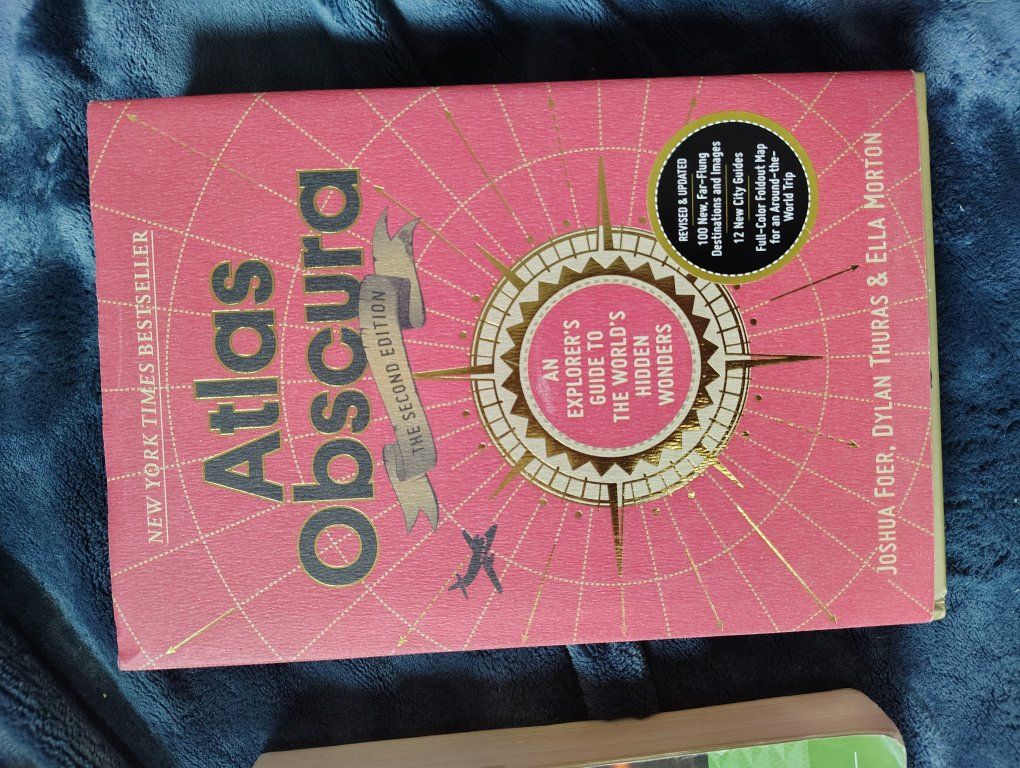 NEW YORK TIMES BESTSELLER
Atlas
Obscura
THE SECOND EDITION
AN
EXPLORER'S
GUIDE TO
THE WORLD'S
HIDDEN
WONDERS
REVISED & UPDATED
100 New, Far-Flung
Destinations and Images
12 New City Guides
Full-Color Foldout Map
for an Around-the-
World Trip
JOSHUA FOER, DYLAN THURAS & ELLA MORTON